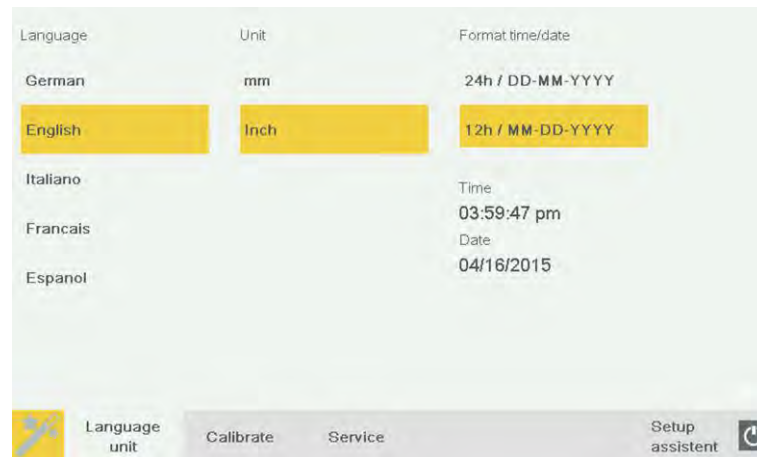 Language Unit Format time/date
German mm 24h / DD-MM-YYYY
English Inch 12h / MM-DD-YYYY
Italiano
Time
Francais
03:59:47 pm
Date
Espanol
04/16/2015
Language
unit
Calibrate
Service
Setup
assistent